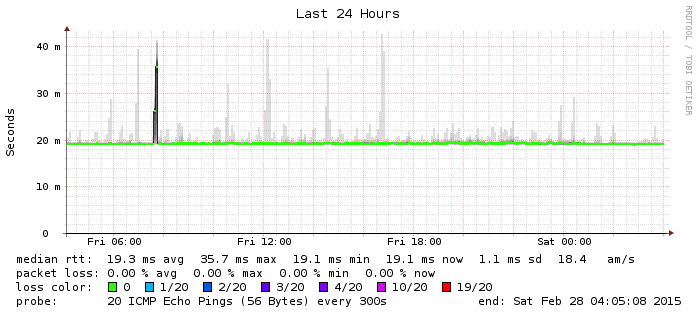 Last 24 Hours
RRDTOOL / TOBI OETIKER
Seconds
40 m
30 m
20 m
10 m
0
Fri 06:00 Fri 12:00 Fri 18:00 Sat 00:00
median rtt: 19.3 ms avg 35.7 ms max 19.1 ms min 19.1 ms now 1.1 ms sd 18.4 am/s
packet loss: 0.00 % avg 0.00 % max 0.00 % min 0.00 % now
loss color: 0 1/20 2/20 3/20 4/20 10/20 19/20
probe: 20 ICMP Echo Pings (56 Bytes) every 300s end: Sat Feb 28 04:05:08 2015